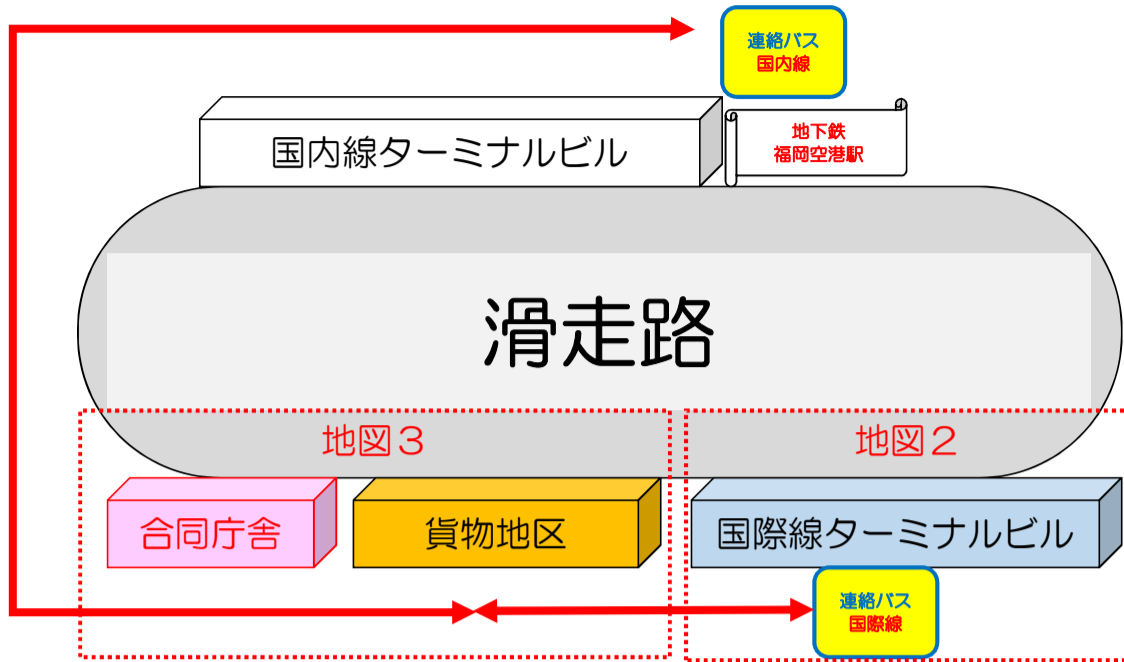 連絡バス
国内線
国内線ターミナルビル
地下鉄
福岡空港駅
滑走路
地図３
地図２
合同庁舎
貨物地区
国際線ターミナルビル
連絡バス
国際線